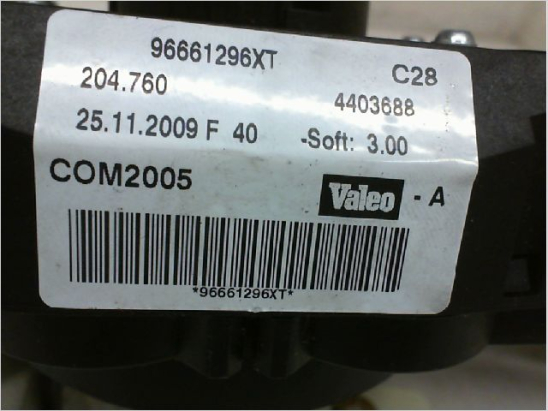 96661296XT C28
204.760 4403688
25.11.2009 F 40 -Soft: 3.00
COM2005 Valeo - A
*96661296XT*